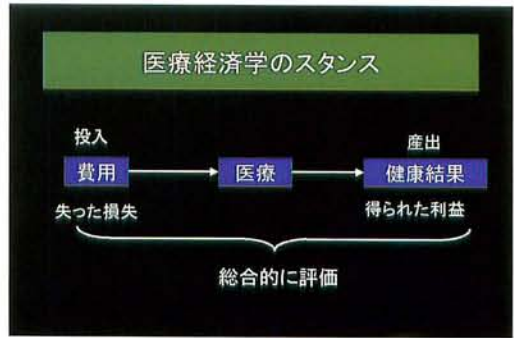 医療経済学のスタンス
投入
産出
費用
医療
健康結果
失った損失
得られた利益
総合的に評価